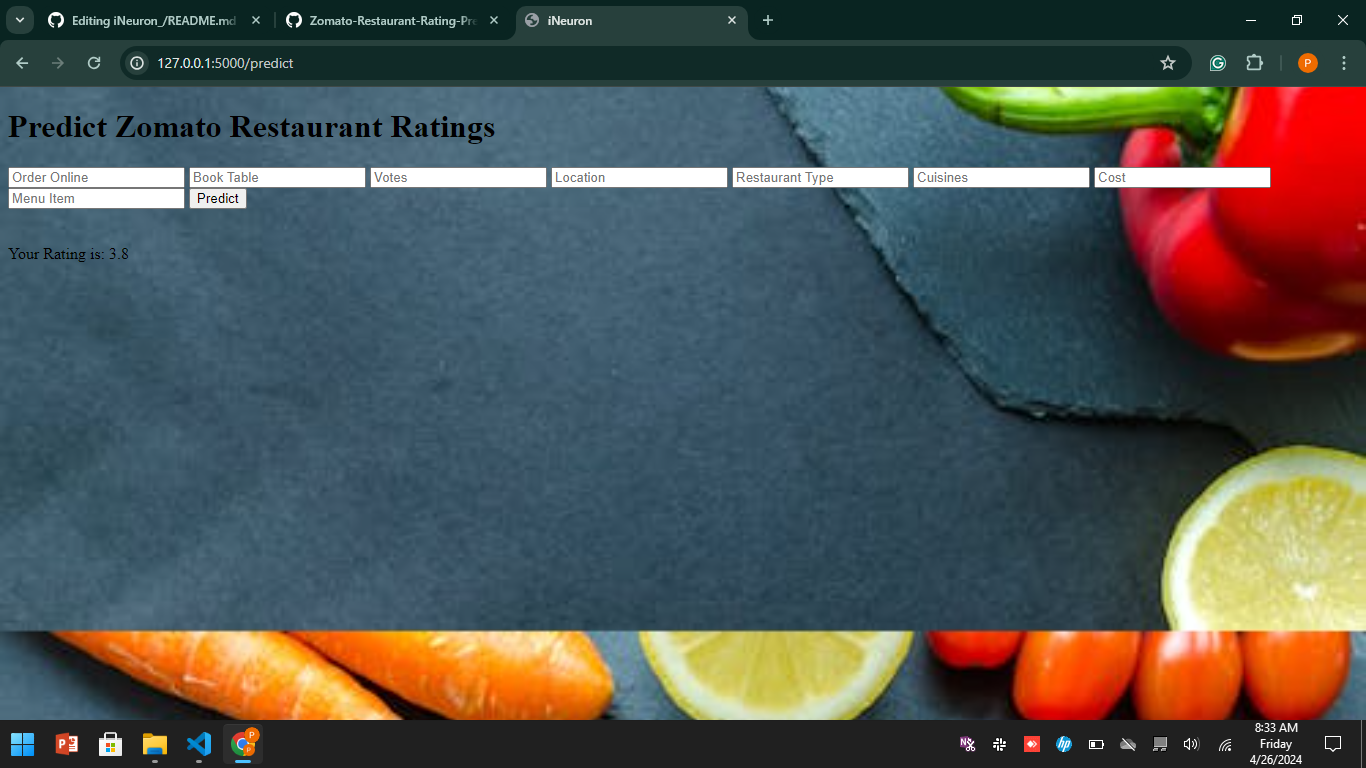 Editing iNeuron_/README.md
Zomato-Restaurant-Rating-Pre
iNeuron
127.0.0.1:5000/predict
P
Predict Zomato Restaurant Ratings
Order Online Book Table Votes Location Restaurant Type Cuisines Cost
Menu Item Predict
Your Rating is: 3.8
8:33 AM
Friday
4/26/2024